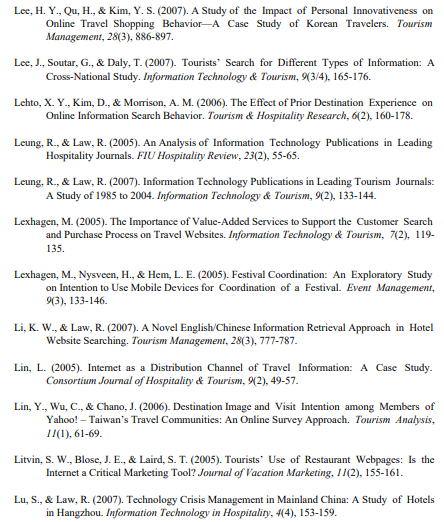 Lee, H. Y., Qu, H., & Kim, Y. S. (2007). A Study of the Impact of Personal Innovativeness on
Online Travel Shopping Behavior—A Case Study of Korean Travelers. Tourism
Management, 28(3), 886-897.
Lee, J., Soutar, G., & Daly, T. (2007). Tourists' Search for Different Types of Information: A
Cross-National Study. Information Technology & Tourism, 9(3/4), 165-176.
Lehto, X. Y., Kim, D., & Morrison, A. M. (2006). The Effect of Prior Destination Experience on
Online Information Search Behavior. Tourism & Hospitality Research, 6(2), 160-178.
Leung, R., & Law, R. (2005). An Analysis of Information Technology Publications in Leading
Hospitality Journals. FIU Hospitality Review, 23(2), 55-65.
Leung, R., & Law, R. (2007). Information Technology Publications in Leading Tourism Journals:
A Study of 1985 to 2004. Information Technology & Tourism, 9(2), 133-144.
Lexhagen, M. (2005). The Importance of Value-Added Services to Support the Customer Search
and Purchase Process on Travel Websites. Information Technology & Tourism, 7(2), 119-
135.
Lexhagen, M., Nysveen, H., & Hem, L. E. (2005). Festival Coordination: An Exploratory Study
on Intention to Use Mobile Devices for Coordination of a Festival. Event Management,
9(3), 133-146.
Li, K. W., & Law, R. (2007). A Novel English/Chinese Information Retrieval Approach in Hotel
Website Searching. Tourism Management, 28(3), 777-787.
Lin, L. (2005). Internet as a Distribution Channel of Travel Information: A Case Study.
Consortium Journal of Hospitality & Tourism, 9(2), 49-57.
Lin, Y., Wu, C., & Chano, J. (2006). Destination Image and Visit Intention among Members of
Yahoo! – Taiwan's Travel Communities: An Online Survey Approach. Tourism Analysis,
11(1), 61-69.
Litvin, S. W., Blose, J. E., & Laird, S. T. (2005). Tourists' Use of Restaurant Webpages: Is the
Internet a Critical Marketing Tool? Journal of Vacation Marketing, 11(2), 155-161.
Lu, S., & Law, R. (2007). Technology Crisis Management in Mainland China: A Study of Hotels
in Hangzhou. Information Technology in Hospitality, 4(4), 153-159.